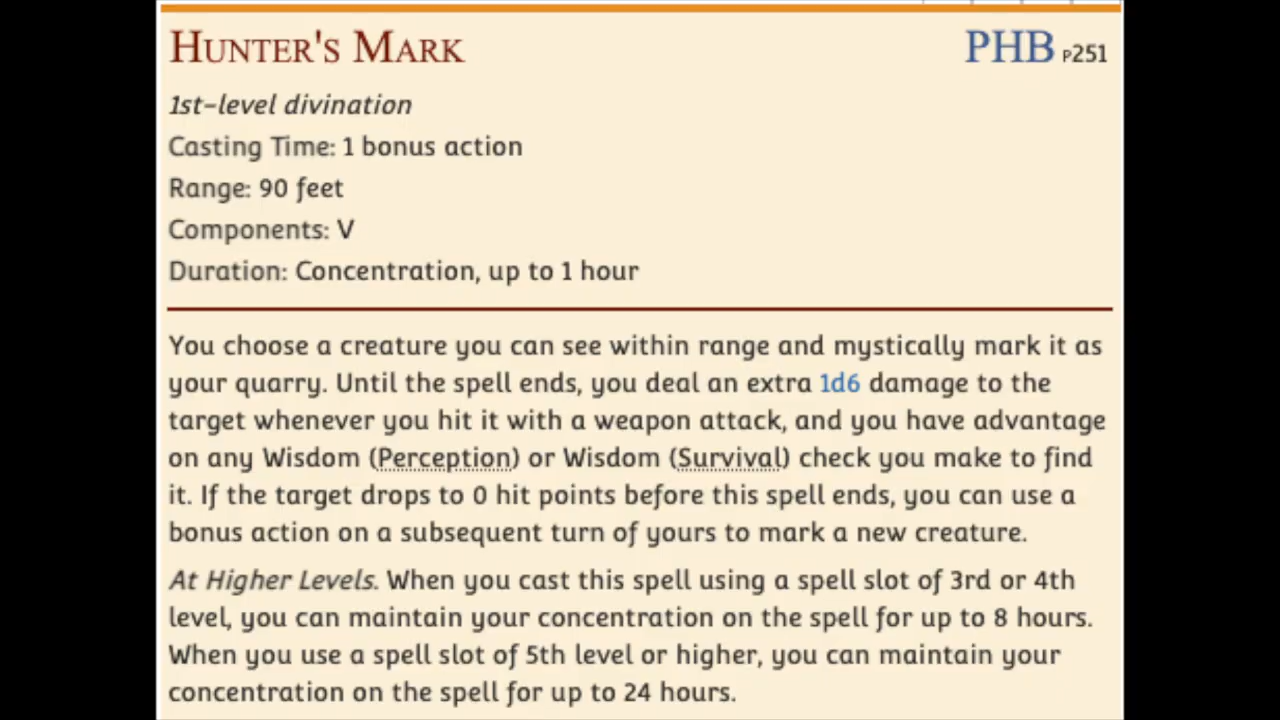 HUNTER'S MARK PHB P251
1st-level divination
Casting Time: 1 bonus action
Range: 90 feet
Components: V
Duration: Concentration, up to 1 hour
You choose a creature you can see within range and mystically mark it as
your quarry. Until the spell ends, you deal an extra 1d6 damage to the
target whenever you hit it with a weapon attack, and you have advantage
on any Wisdom (Perception) or Wisdom (Survival) check you make to find
it. If the target drops to 0 hit points before this spell ends, you can use a
bonus action on a subsequent turn of yours to mark a new creature.
At Higher Levels. When you cast this spell using a spell slot of 3rd or 4th
level, you can maintain your concentration on the spell for up to 8 hours.
When you use a spell slot of 5th level or higher, you can maintain your
concentration on the spell for up to 24 hours.